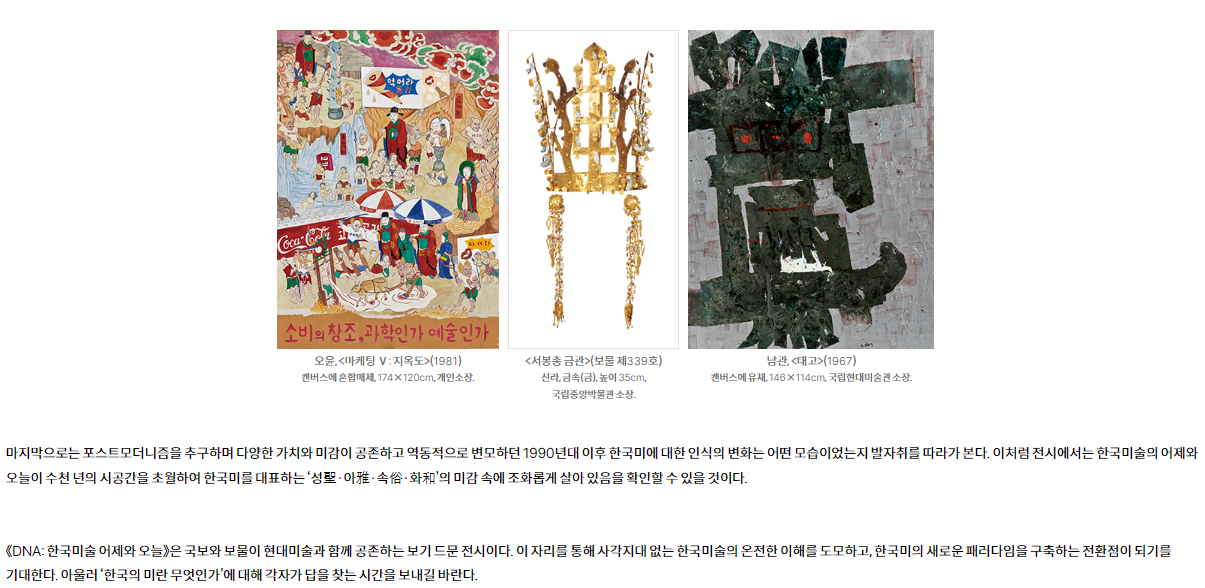 먹어라
Coca-Cola
소비의 창조, 과학인가 예술인가
오윤, <마케팅 Ⅴ : 지옥도>(1981)
캔버스에 혼합매체, 174×120cm, 개인소장.
<서봉총 금관>(보물 제339호)
신라, 금속(금), 높이 35cm,
국립중앙박물관 소장.
남관, <태고>(1967)
캔버스에 유채, 146×114cm, 국립현대미술관 소장.
마지막으로는 포스트모더니즘을 추구하며 다양한 가치와 미감이 공존하고 역동적으로 변모하던 1990년대 이후 한국미에 대한 인식의 변화는 어떤 모습이었는지 발자취를 따라가 본다. 이처럼 전시에서는 한국미술의 어제와
오늘이 수천 년의 시공간을 초월하여 한국미를 대표하는 ‘성聖·아雅·속俗·화和’의 미감 속에 조화롭게 살아 있음을 확인할 수 있을 것이다.
《DNA: 한국미술 어제와 오늘》은 국보와 보물이 현대미술과 함께 공존하는 보기 드문 전시이다. 이 자리를 통해 사각지대 없는 한국미술의 온전한 이해를 도모하고, 한국미의 새로운 패러다임을 구축하는 전환점이 되기를
기대한다. 아울러 ‘한국의 미란 무엇인가’에 대해 각자가 답을 찾는 시간을 보내길 바란다.